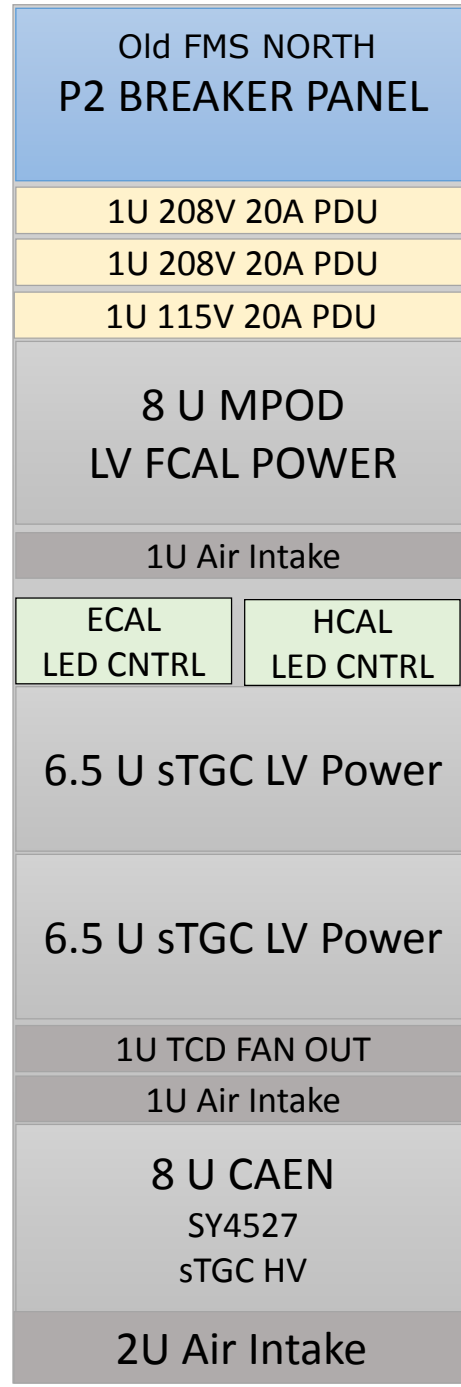 Old FMS NORTH
P2 BREAKER PANEL
1U 208V 20A PDU
1U 208V 20A PDU
1U 115V 20A PDU
8 U MPOD
LV FCAL POWER
1U Air Intake
ECAL
LED CNTRL
HCAL
LED CNTRL
6.5 U sTGC LV Power
6.5 U sTGC LV Power
1U TCD FAN OUT
1U Air Intake
8 U CAEN
SY4527
sTGC HV
2U Air Intake